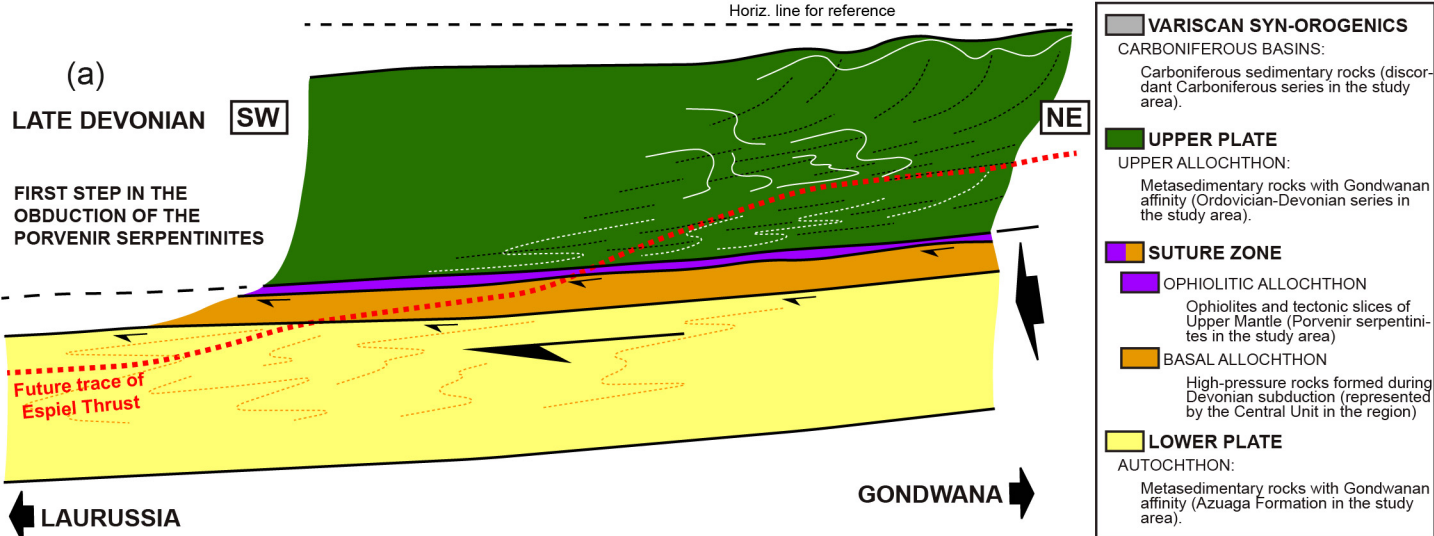 Horiz. line for reference
(a)
LATE DEVONIAN
SW
NE
FIRST STEP IN THE
OBDUCTION OF THE
PORVENIR SERPENTINITES
Future trace of
Espiel Thrust
LAURUSSIA
GONDWANA
VARISCAN SYN-OROGENICS
CARBONIFEROUS BASINS:
Carboniferous sedimentary rocks (discor-
dant Carboniferous series in the study
area).
UPPER PLATE
UPPER ALLOCHTHON:
Metasedimentary rocks with Gondwanan
affinity (Ordovician-Devonian series in
the study area).
SUTURE ZONE
OPHIOLITIC ALLOCHTHON
Ophiolites and tectonic slices of
Upper Mantle (Porvenir serpentini-
tes in the study area)
BASAL ALLOCHTHON
High-pressure rocks formed during
Devonian subduction (represented
by the Central Unit in the region)
LOWER PLATE
AUTOCHTHON:
Metasedimentary rocks with Gondwanan
affinity (Azuaga Formation in the study
area).